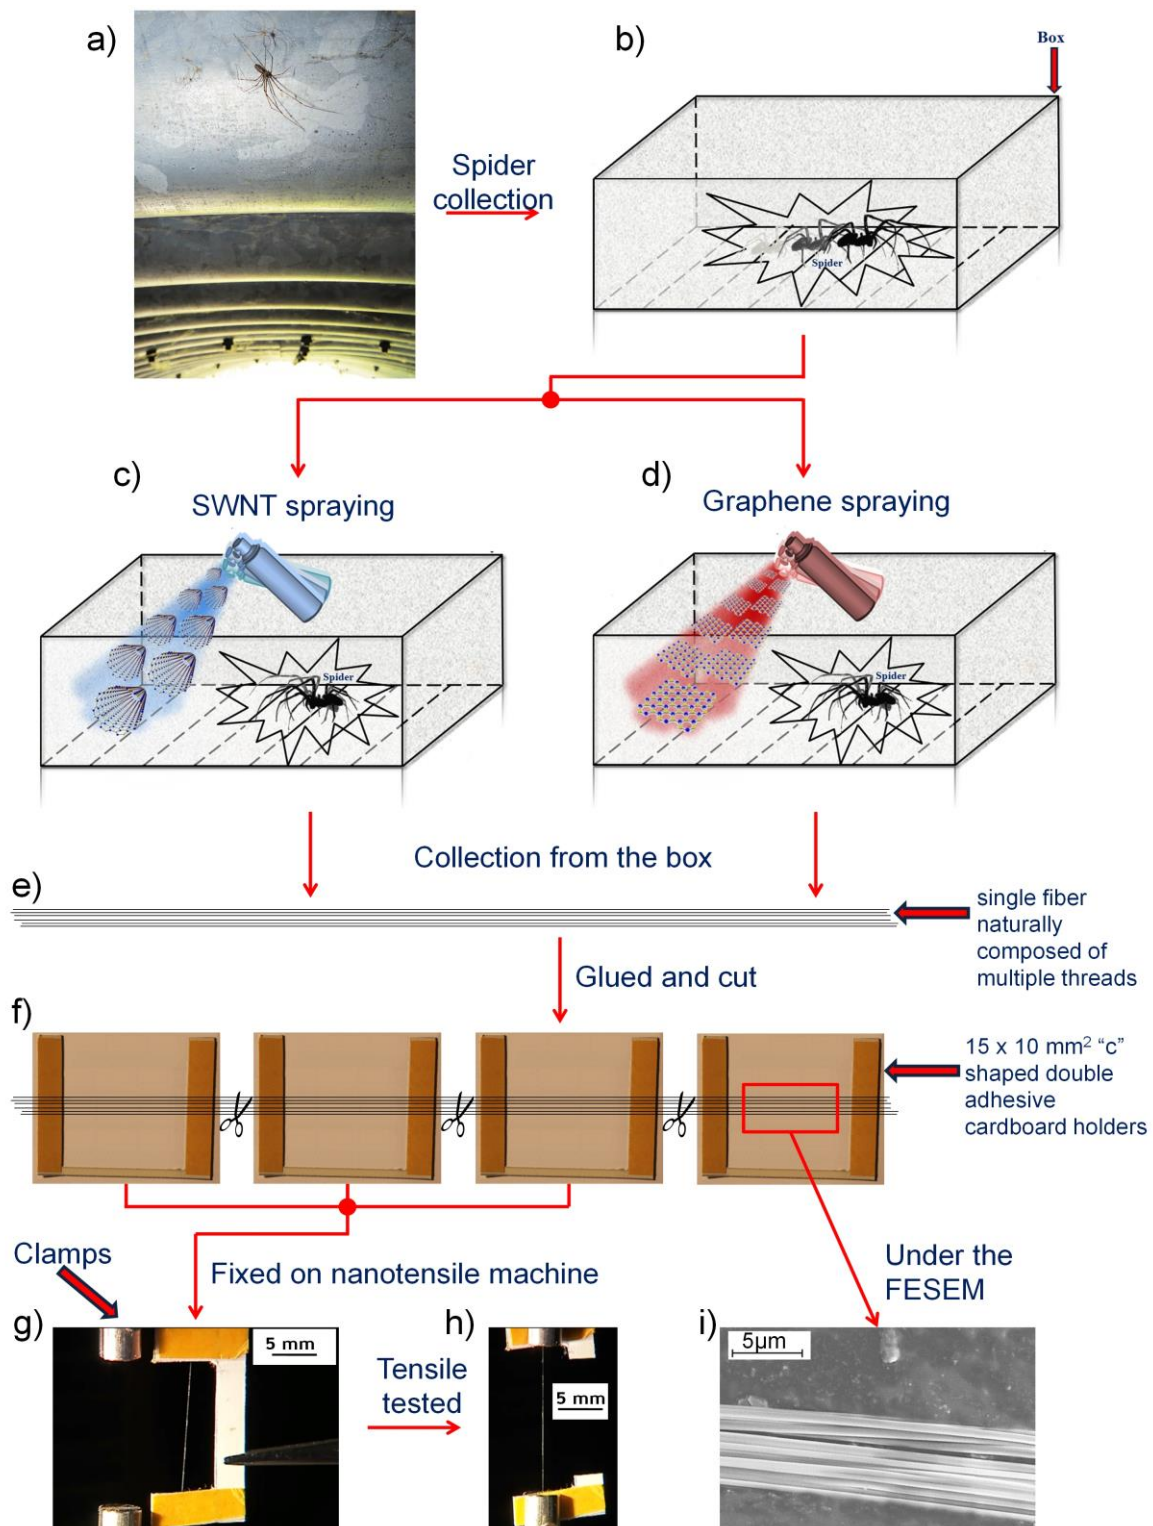 a)
b)
Box
Spider
collection
Spider
c)
SWNT spraying
d)
Graphene spraying
Spider
Spider
Collection from the box
e)
single fiber
naturally
composed of
multiple threads
Glued and cut
f)
15 x 10 mm² “c”
shaped double
adhesive
cardboard holders
Clamps
Fixed on nanotensile machine
Under the
FESEM
g)
5 mm
Tensile
tested
h)
5 mm
i)
5µm